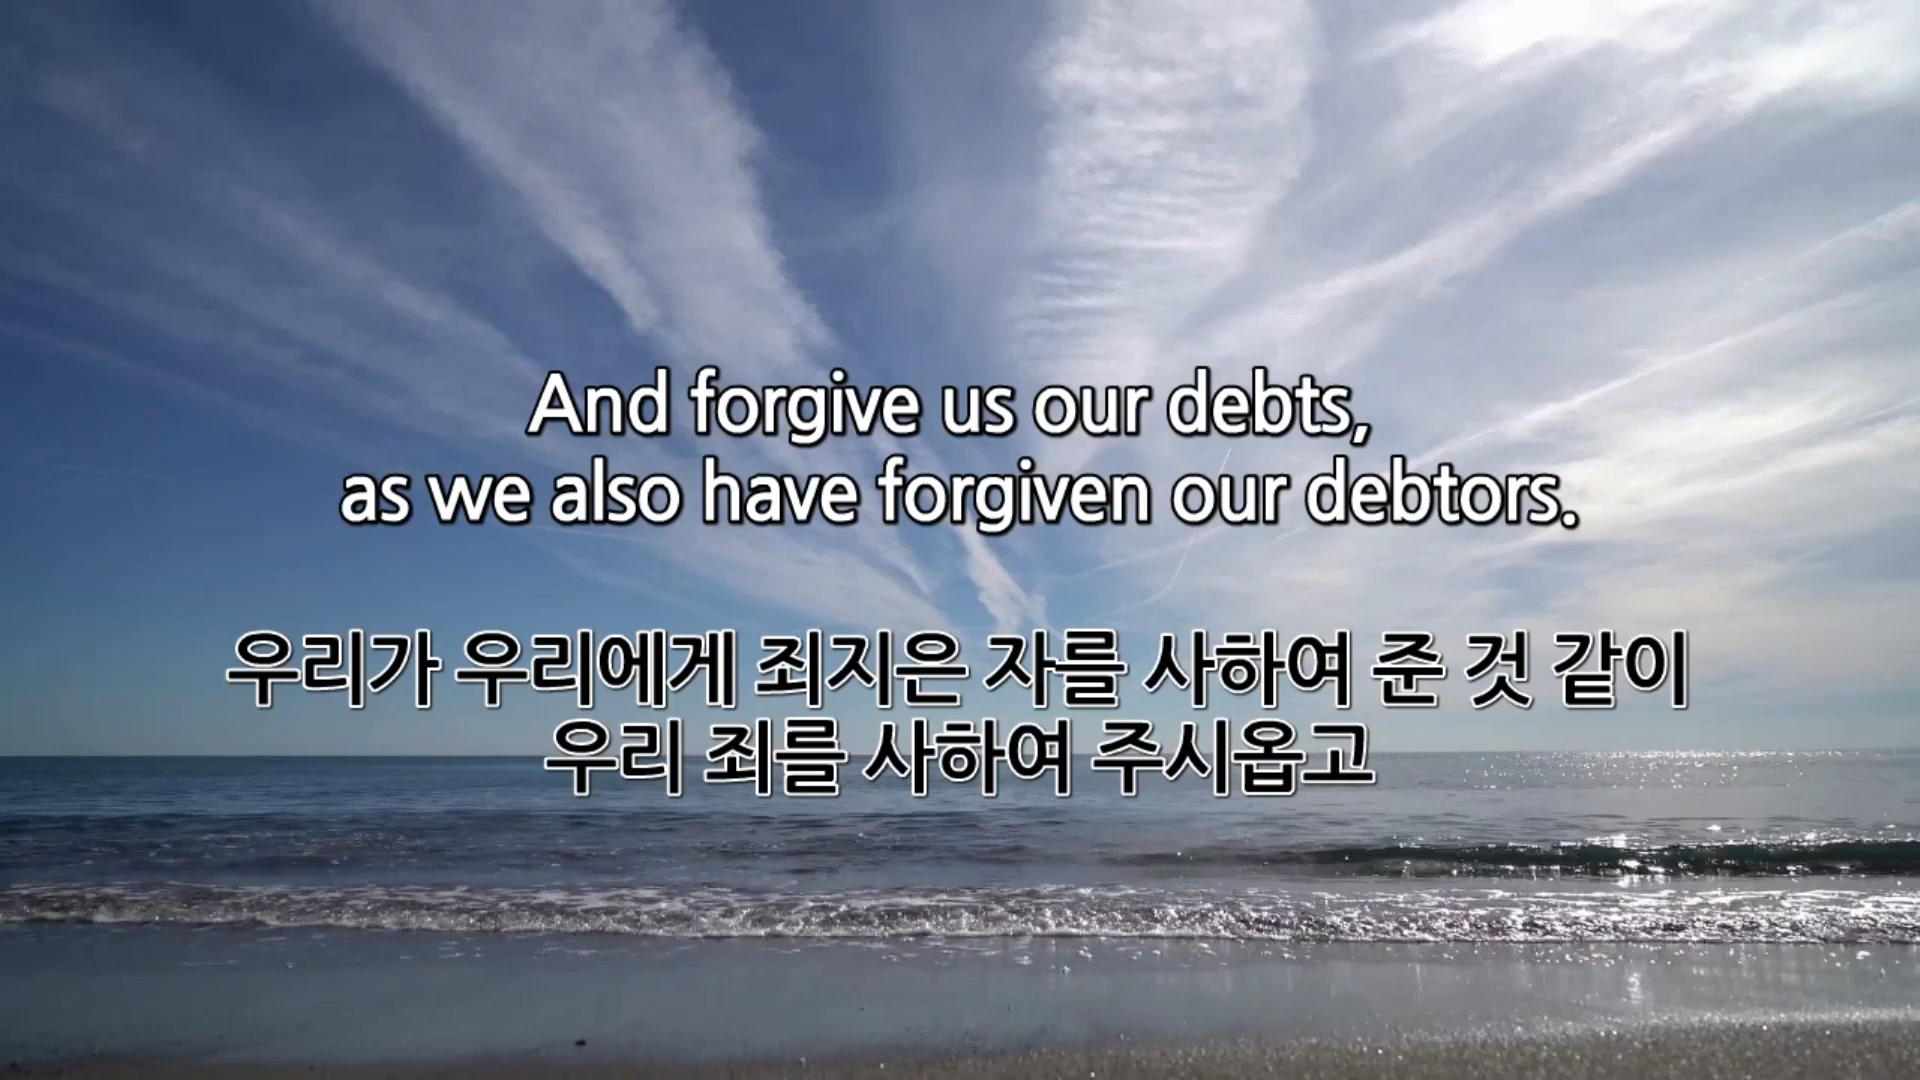 And forgive us our debts,
as we also have forgiven our debtors.
우리가 우리에게 죄지은 자를 사하여 준 것 같이
우리 죄를 사하여 주시옵고